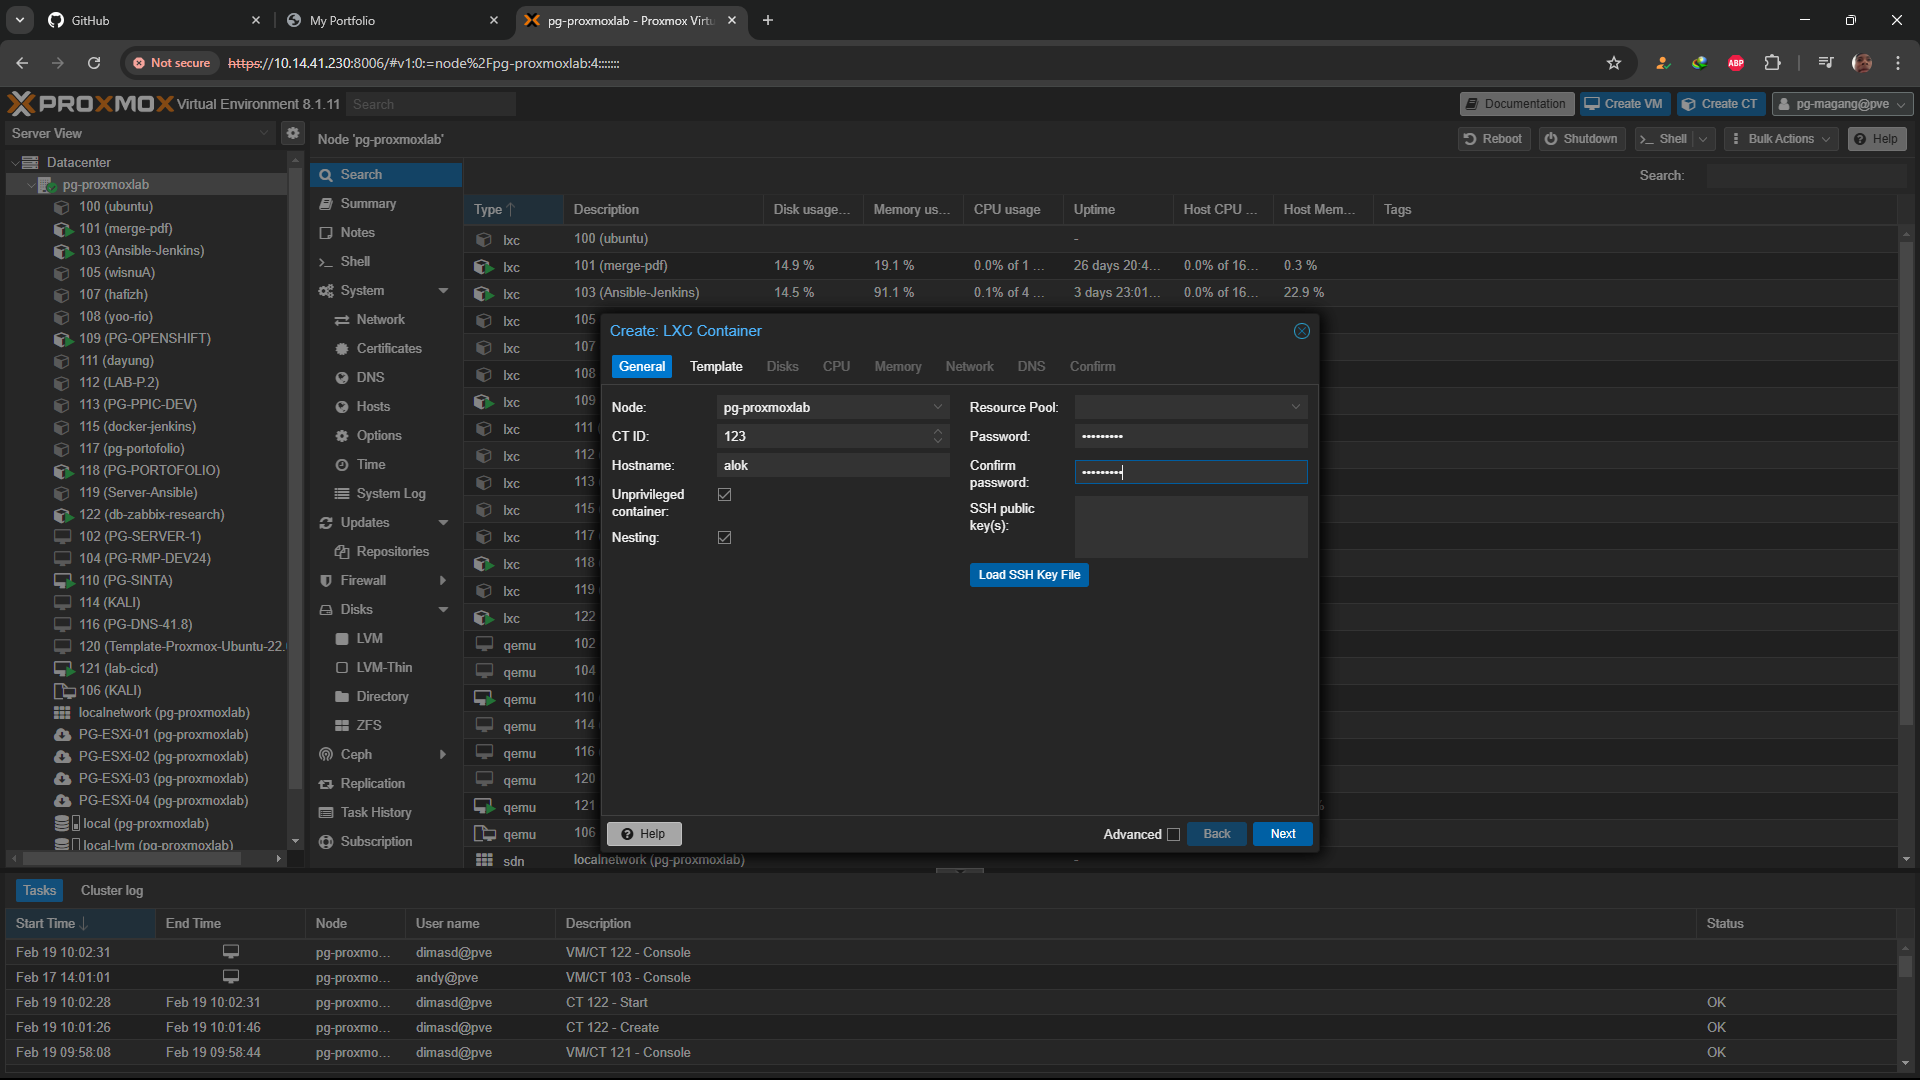 GitHub
My Portfolio
pg-proxmoxlab - Proxmox Virtu
Not secure
https://10.14.41.230:8006/#v1:0:=node%2Fpg-proxmoxlab:4:::::::
ABP
PROXMOX Virtual Environment 8.1.11
Search
Documentation
Create VM
Create CT
pg-magang@pve
Server View
Node 'pg-proxmoxlab'
Reboot
Shutdown
Shell
Bulk Actions
Help
Datacenter
pg-proxmoxlab
100 (ubuntu)
101 (merge-pdf)
103 (Ansible-Jenkins)
105 (wisnuA)
107 (hafizh)
108 (yoo-rio)
109 (PG-OPENSHIFT)
111 (dayung)
112 (LAB-P.2)
113 (PG-PPIC-DEV)
115 (docker-jenkins)
117 (pg-portofolio)
118 (PG-PORTOFOLIO)
119 (Server-Ansible)
122 (db-zabbix-research)
102 (PG-SERVER-1)
104 (PG-RMP-DEV24)
110 (PG-SINTA)
114 (KALI)
116 (PG-DNS-41.8)
120 (Template-Proxmox-Ubuntu-22.
121 (lab-cicd)
106 (KALI)
localnetwork (pg-proxmoxlab)
PG-ESXi-01 (pg-proxmoxlab)
PG-ESXi-02 (pg-proxmoxlab)
PG-ESXi-03 (pg-proxmoxlab)
PG-ESXi-04 (pg-proxmoxlab)
local (pg-proxmoxlab)
local-lvm (pg-proxmoxlab)
Search
Summary
Notes
Shell
System
Network
Certificates
DNS
Hosts
Options
Time
System Log
Updates
Repositories
Firewall
Disks
LVM
LVM-Thin
Directory
ZFS
Ceph
Replication
Task History
Subscription
Search:
Type Description Disk usage... Memory us... CPU usage Uptime Host CPU ... Host Mem... Tags
lxc 100 (ubuntu) -
lxc 101 (merge-pdf) 14.9 % 19.1 % 0.0% of 1 ... 26 days 20:4... 0.0% of 16... 0.3 %
lxc 103 (Ansible-Jenkins) 14.5 % 91.1 % 0.1% of 4 ... 3 days 23:01... 0.0% of 16... 22.9 %
lxc 105
lxc 107
lxc 108
lxc 109
lxc 111
lxc 112
lxc 113
lxc 115
lxc 117
lxc 118
lxc 119
lxc 122
qemu 102
qemu 104
qemu 110
qemu 114
qemu 116
qemu 120
qemu 121 %
qemu 106
sdn localnetwork (pg-proxmoxlab) -
Create: LXC Container
General Template Disks CPU Memory Network DNS Confirm
Node: pg-proxmoxlab
CT ID: 123
Hostname: alok
Unprivileged
container:
Nesting:
Resource Pool:
Password: •••••••••
Confirm
password: •••••••••
SSH public
key(s):
Load SSH Key File
Help
Advanced
Back
Next
Tasks
Cluster log
Start Time End Time Node User name Description Status
Feb 19 10:02:31 pg-proxmo... dimasd@pve VM/CT 122 - Console
Feb 17 14:01:01 pg-proxmo... andy@pve VM/CT 103 - Console
Feb 19 10:02:28 Feb 19 10:02:31 pg-proxmo... dimasd@pve CT 122 - Start OK
Feb 19 10:01:26 Feb 19 10:01:46 pg-proxmo... dimasd@pve CT 122 - Create OK
Feb 19 09:58:08 Feb 19 09:58:44 pg-proxmo... dimasd@pve VM/CT 121 - Console OK